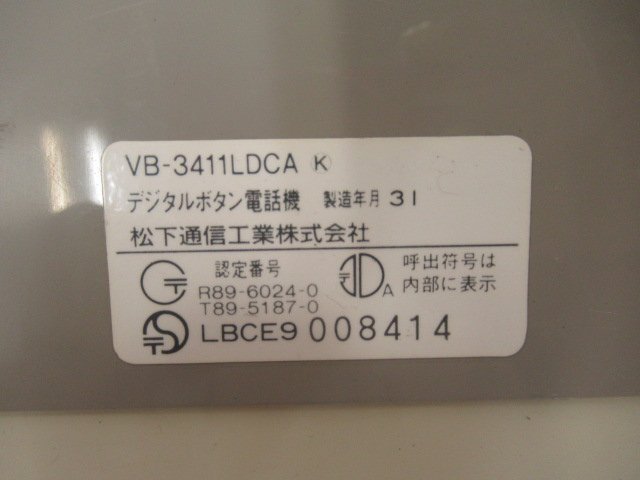 VB-3411LDCA Ⓚ
デジタルボタン電話機 製造年月 31
松下通信工業株式会社
認定番号
R89-6024-0
T89-5187-0
A
呼出符号は
内部に表示
LBCE9 008414